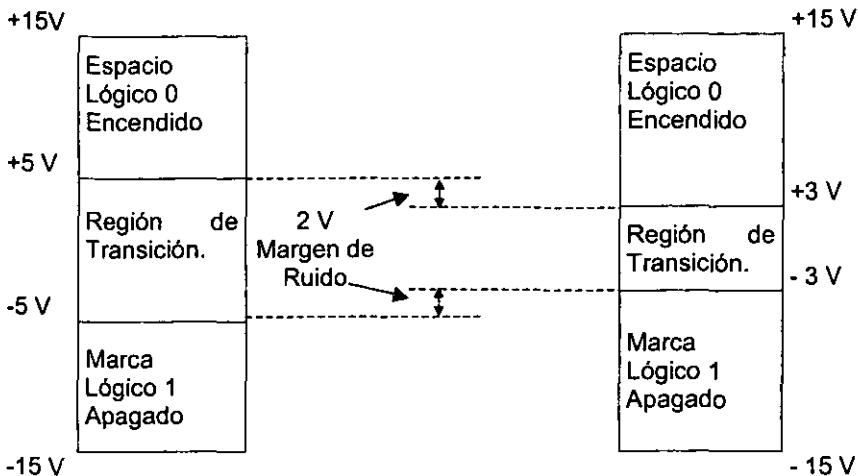 +15V
Espacio
Lógico 0
Encendido
+5 V
Región de
Transición.
-5 V
Marca
Lógico 1
Apagado
-15 V
2 V
Margen de
Ruido
+15 V
Espacio
Lógico 0
Encendido
+3 V
Región de
Transición.
- 3 V
Marca
Lógico 1
Apagado
- 15 V